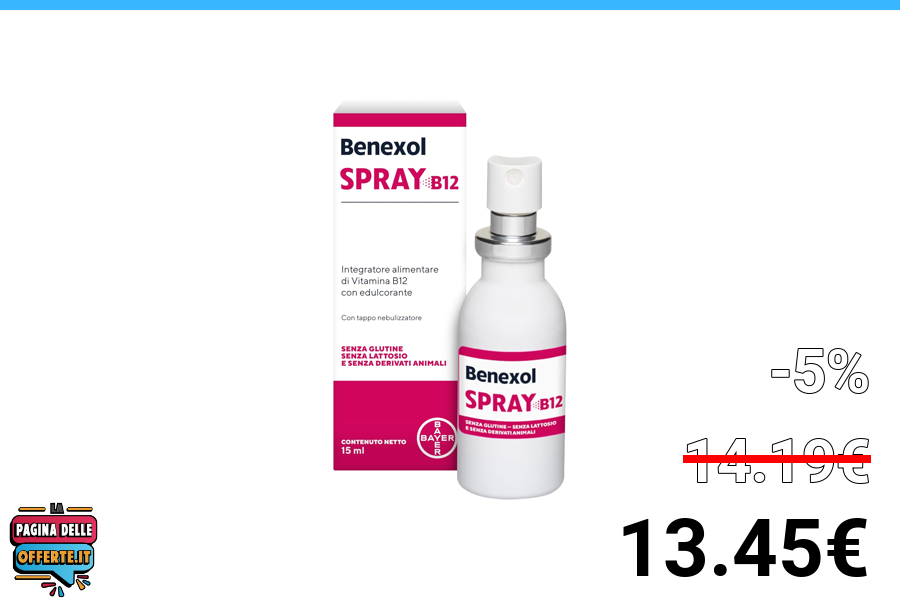 Benexol
SPRAY B12
Integratore alimentare
di Vitamina B12
con edulcorante
Con tappo nebulizzatore
SENZA GLUTINE
SENZA LATTOSIO
E SENZA DERIVATI ANIMALI
CONTENUTO NETTO
15 ml
BAYER
BAYER
Benexol
SPRAY B12
SENZA GLUTINE – SENZA LATTOSIO
E SENZA DERIVATI ANIMALI
-5%
14.19€
13.45€
LA
PAGINA DELLE
OFFERTE.IT